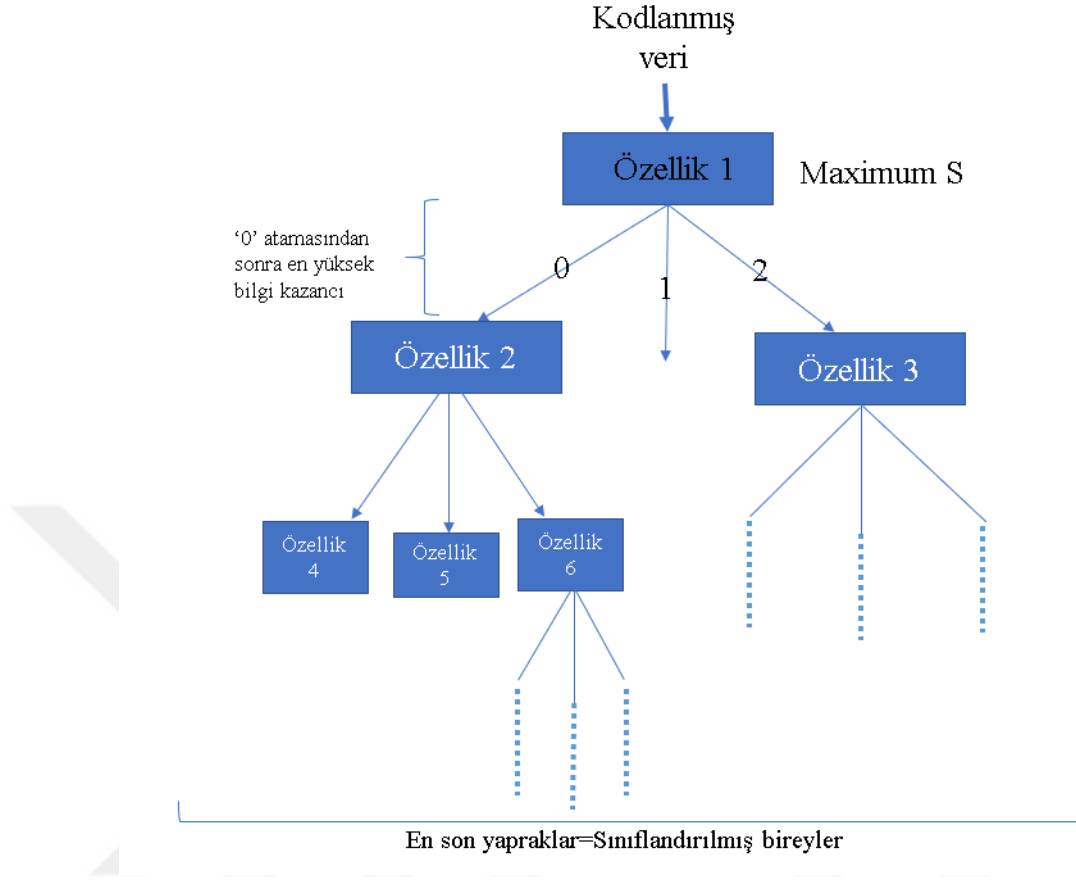 Kodlanmış
veri
Özellik 1
Maximum S
‘0’ atamasından
sonra en yüksek
bilgi kazancı
0
1
2
Özellik 2
Özellik 3
Özellik
4
Özellik
5
Özellik
6
En son yapraklar=Sınıflandırılmış bireyler